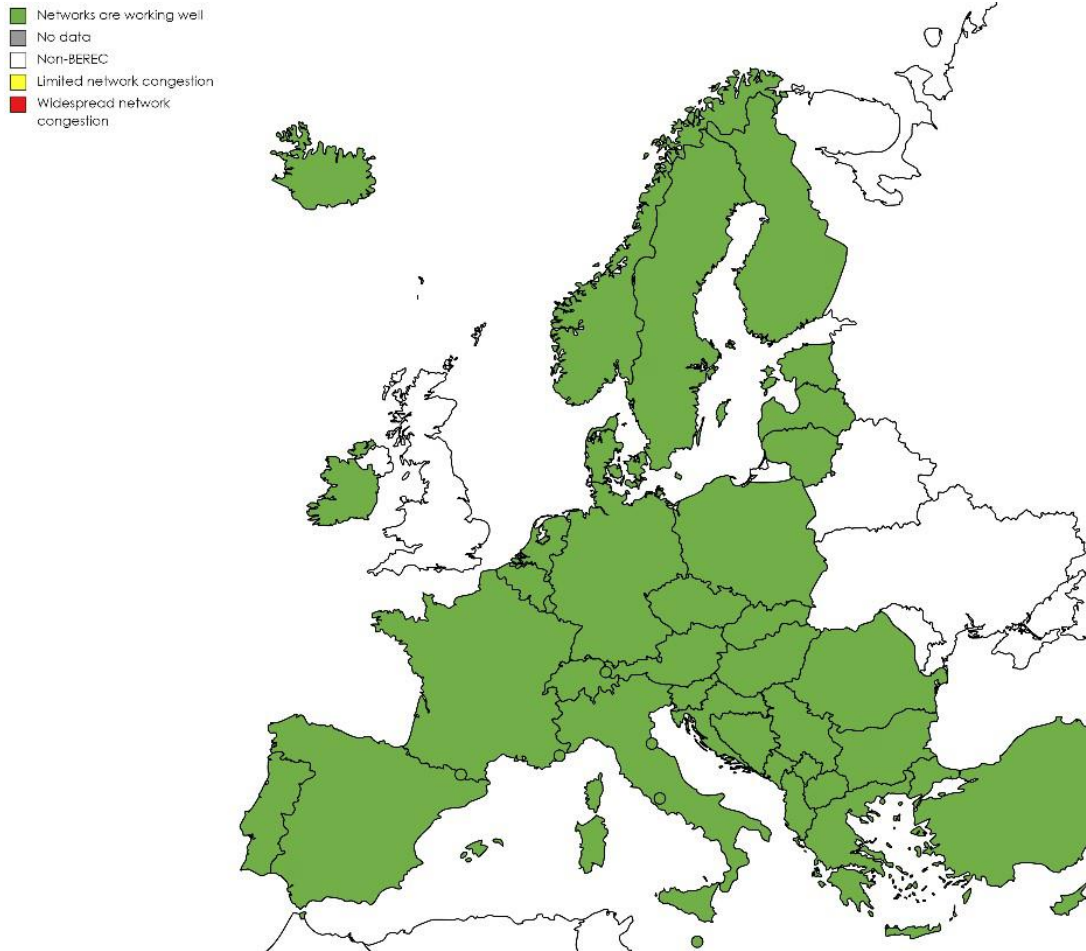 Networks are working well
No data
Non-BEREC
Limited network congestion
Widespread network
congestion